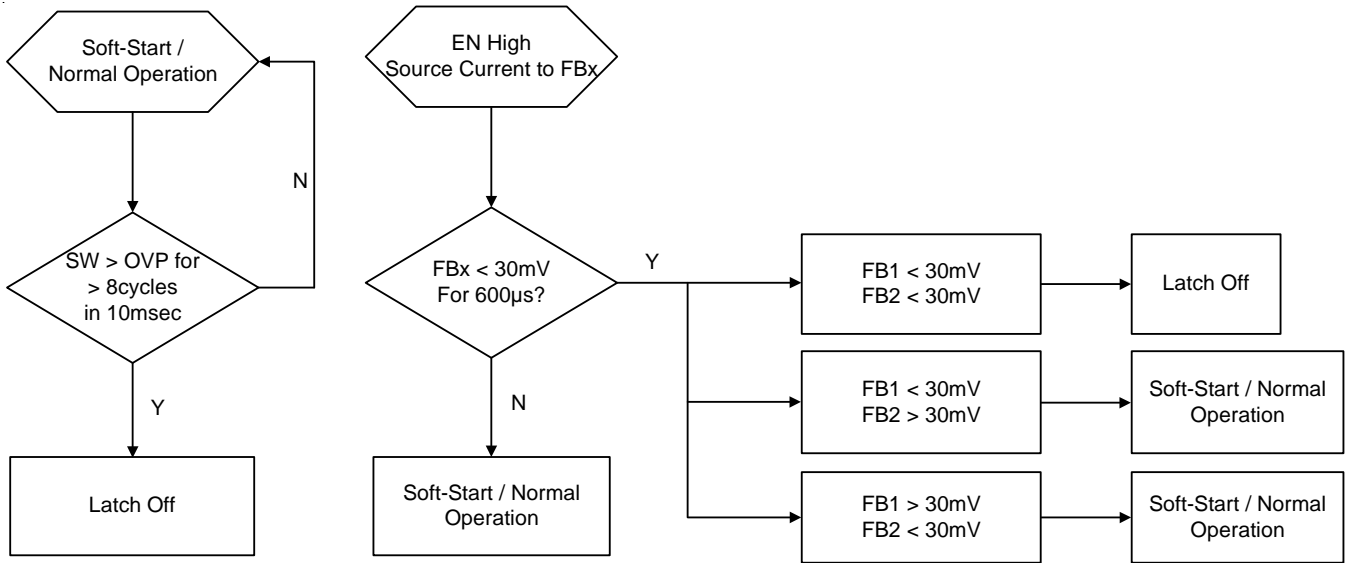 Soft-Start /
Normal Operation
N
SW > OVP for
> 8cycles
in 10msec
Y
Latch Off
EN High
Source Current to FBx
FBx < 30mV
For 600µs?
Y
N
Soft-Start / Normal
Operation
FB1 < 30mV
FB2 < 30mV
Latch Off
FB1 < 30mV
FB2 > 30mV
Soft-Start / Normal
Operation
FB1 > 30mV
FB2 < 30mV
Soft-Start / Normal
Operation